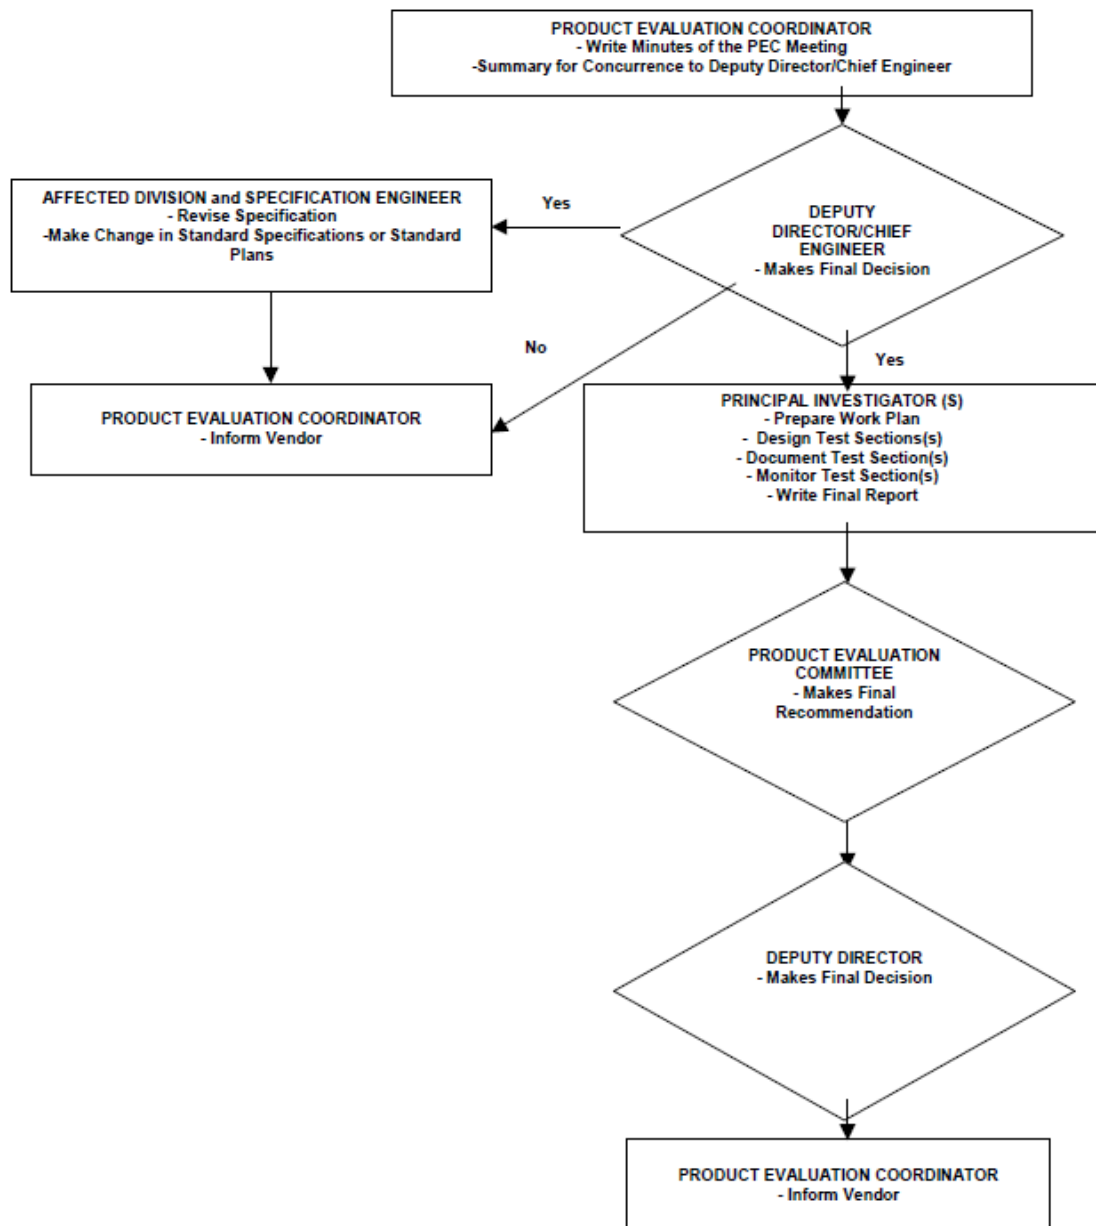 PRODUCT EVALUATION COORDINATOR
- Write Minutes of the PEC Meeting
-Summary for Concurrence to Deputy Director/Chief Engineer
AFFECTED DIVISION and SPECIFICATION ENGINEER
- Revise Specification
-Make Change in Standard Specifications or Standard
Plans
Yes
DEPUTY
DIRECTOR/CHIEF
ENGINEER
- Makes Final Decision
No
Yes
PRODUCT EVALUATION COORDINATOR
- Inform Vendor
PRINCIPAL INVESTIGATOR (S)
- Prepare Work Plan
- Design Test Sections(s)
- Document Test Section(s)
- Monitor Test Section(s)
- Write Final Report
PRODUCT EVALUATION
COMMITTEE
- Makes Final
Recommendation
DEPUTY DIRECTOR
- Makes Final Decision
PRODUCT EVALUATION COORDINATOR
- Inform Vendor